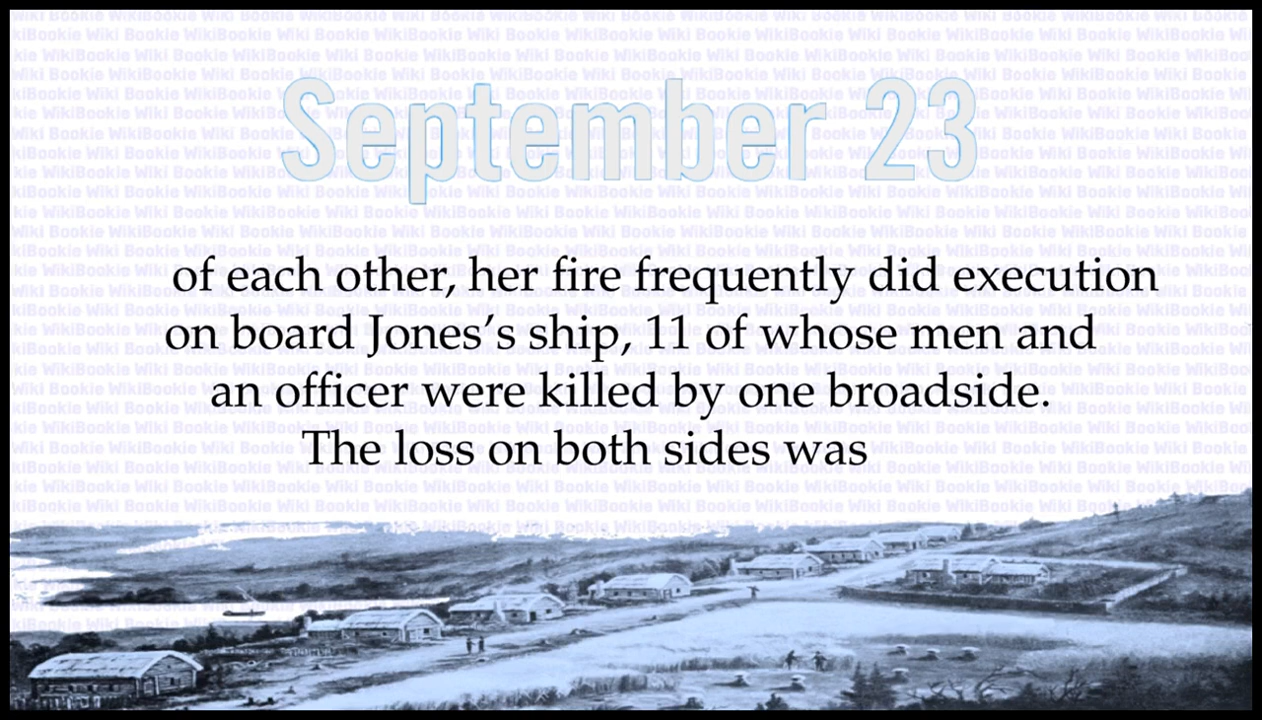 September 23
of each other, her fire frequently did execution
on board Jones’s ship, 11 of whose men and
an officer were killed by one broadside.
The loss on both sides was